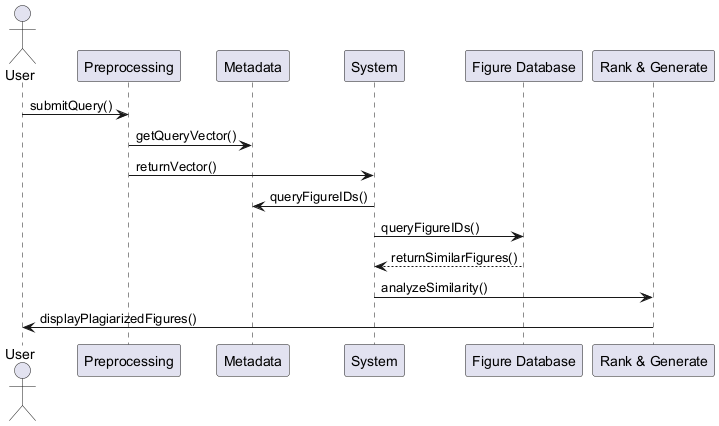 User
Preprocessing
Metadata
System
Figure Database
Rank & Generate
submitQuery()
getQueryVector()
returnVector()
queryFigureIDs()
queryFigureIDs()
returnSimilarFigures()
analyzeSimilarity()
displayPlagiarizedFigures()
User
Preprocessing
Metadata
System
Figure Database
Rank & Generate